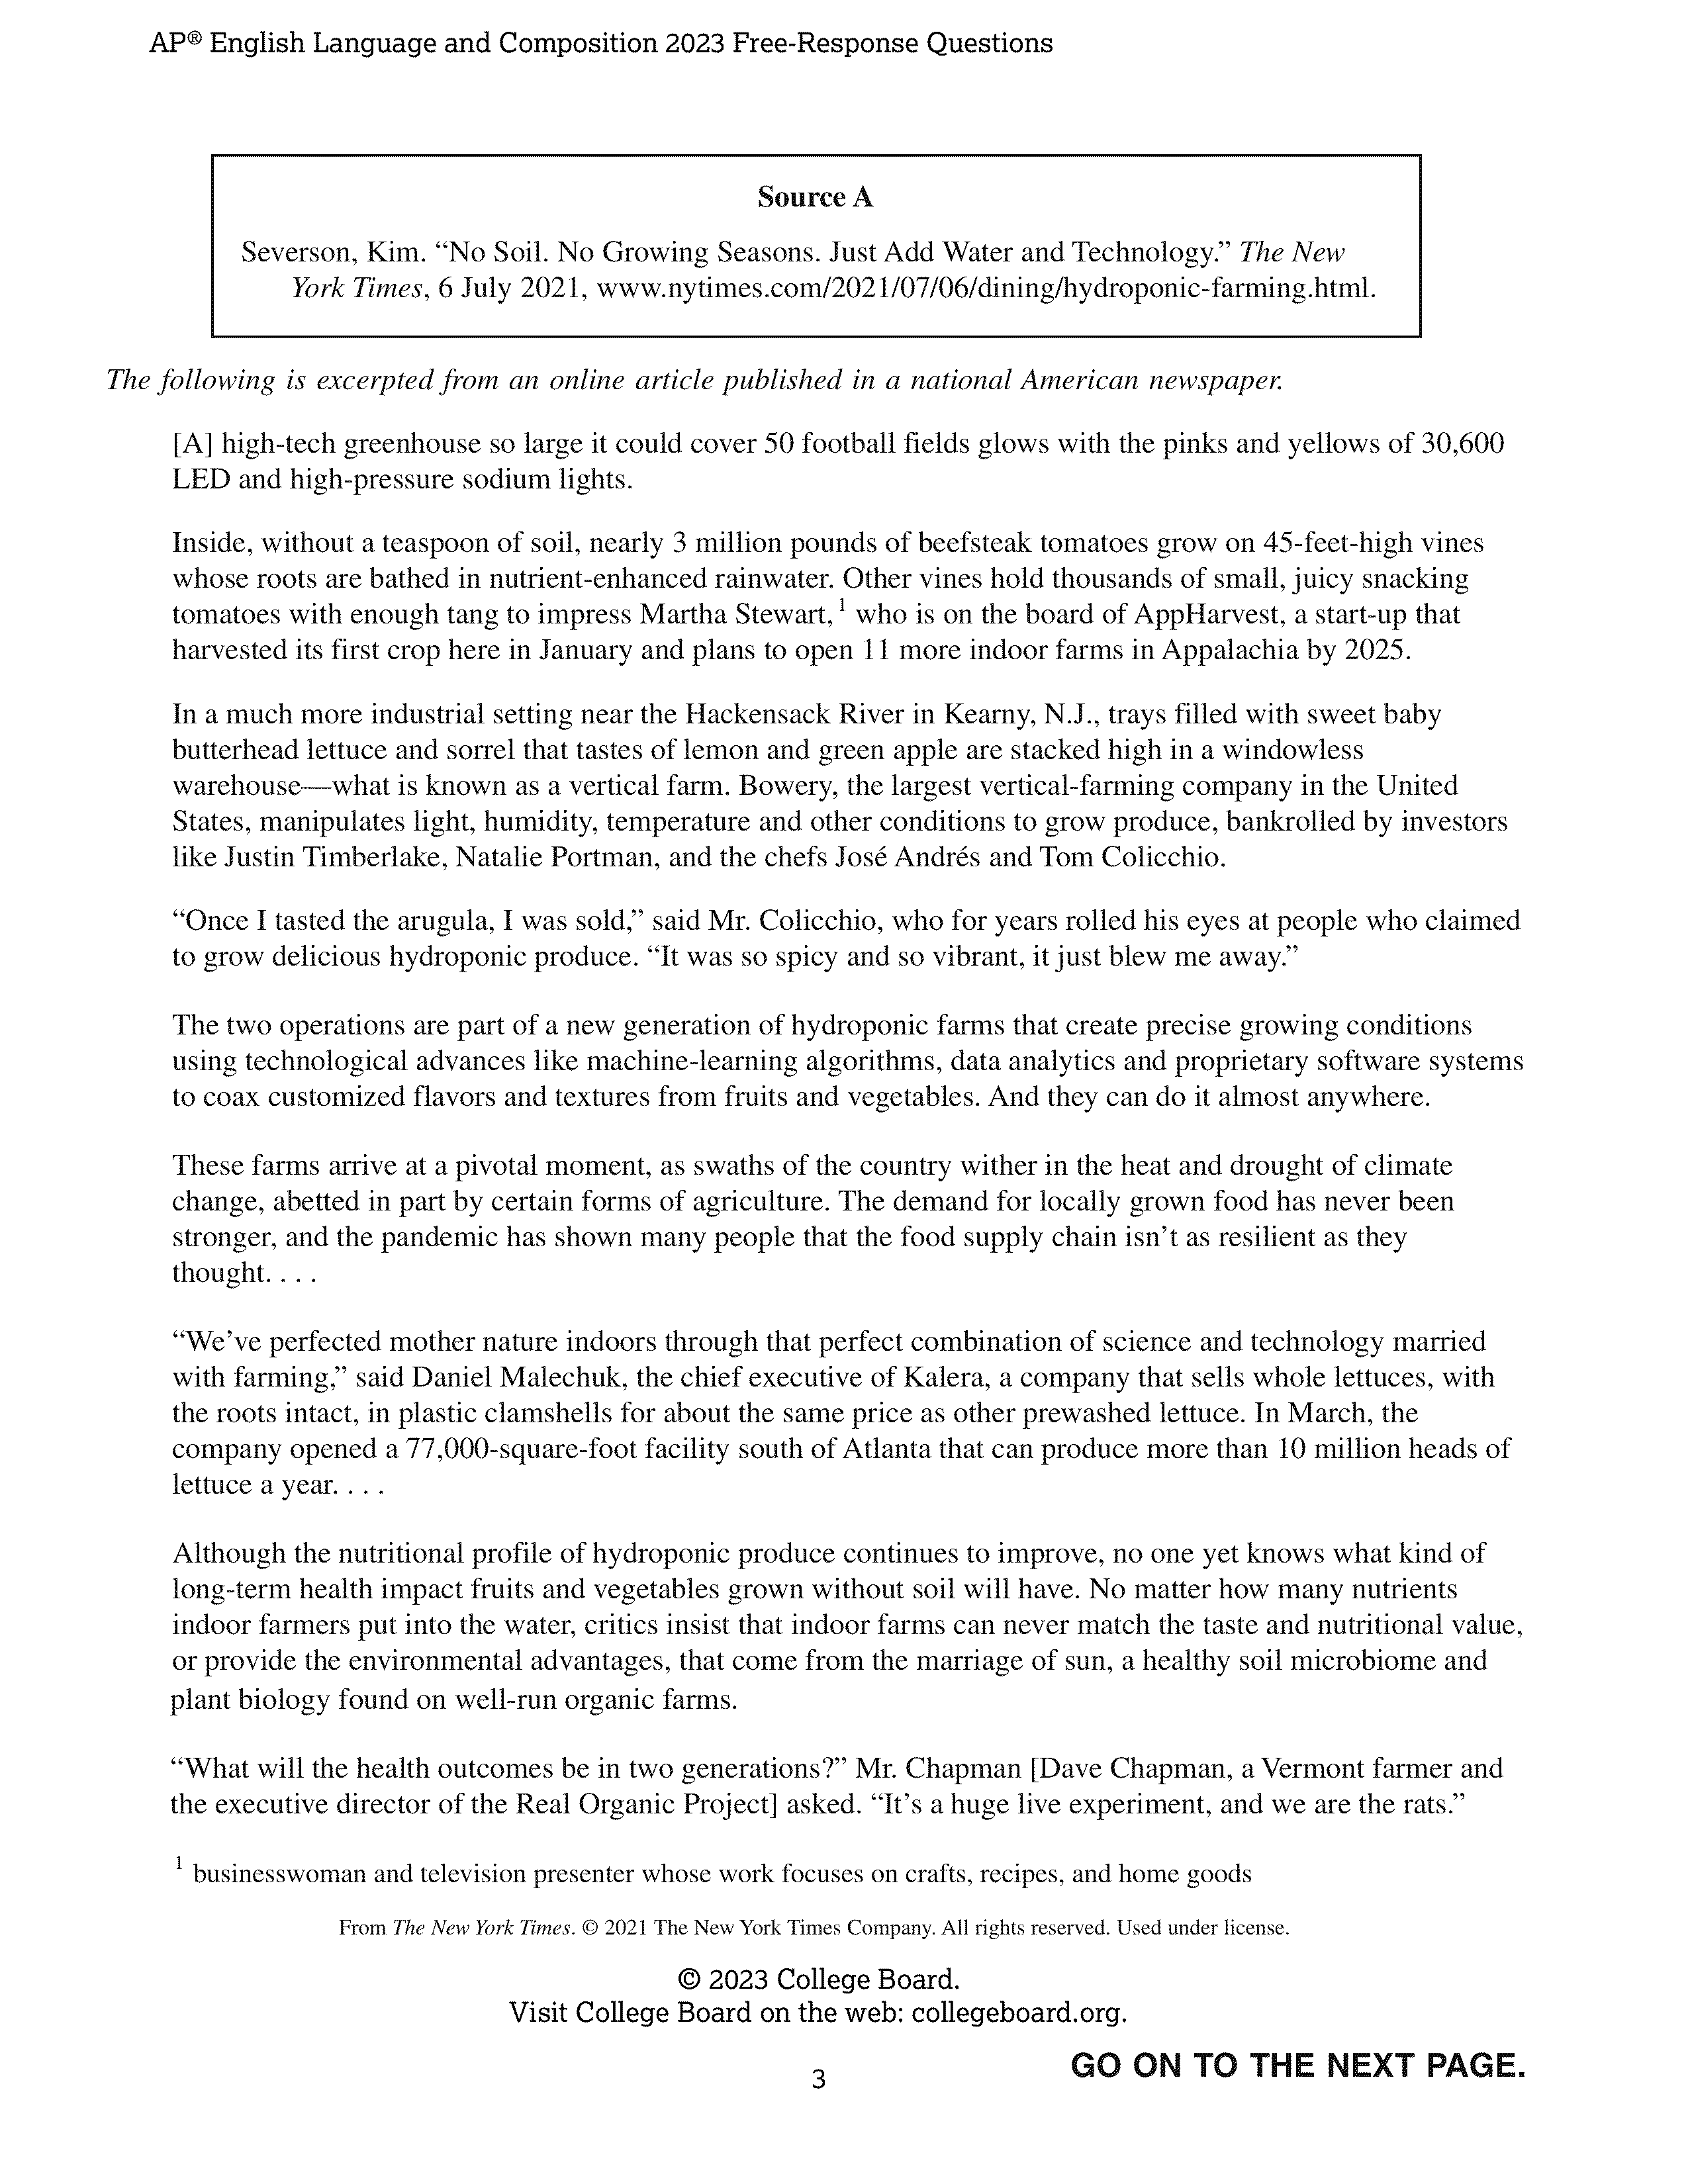 AP® English Language and Composition 2023 Free-Response Questions
Source A
Severson, Kim. “No Soil. No Growing Seasons. Just Add Water and Technology.” The New
York Times, 6 July 2021, www.nytimes.com/2021/07/06/dining/hydroponic-farming.html.
The following is excerpted from an online article published in a national American newspaper.
[A] high-tech greenhouse so large it could cover 50 football fields glows with the pinks and yellows of 30,600
LED and high-pressure sodium lights.
Inside, without a teaspoon of soil, nearly 3 million pounds of beefsteak tomatoes grow on 45-feet-high vines
whose roots are bathed in nutrient-enhanced rainwater. Other vines hold thousands of small, juicy snacking
tomatoes with enough tang to impress Martha Stewart,1 who is on the board of AppHarvest, a start-up that
harvested its first crop here in January and plans to open 11 more indoor farms in Appalachia by 2025.
In a much more industrial setting near the Hackensack River in Kearny, N.J., trays filled with sweet baby
butterhead lettuce and sorrel that tastes of lemon and green apple are stacked high in a windowless
warehouse—what is known as a vertical farm. Bowery, the largest vertical-farming company in the United
States, manipulates light, humidity, temperature and other conditions to grow produce, bankrolled by investors
like Justin Timberlake, Natalie Portman, and the chefs José Andrés and Tom Colicchio.
“Once I tasted the arugula, I was sold,” said Mr. Colicchio, who for years rolled his eyes at people who claimed
to grow delicious hydroponic produce. “It was so spicy and so vibrant, it just blew me away.”
The two operations are part of a new generation of hydroponic farms that create precise growing conditions
using technological advances like machine-learning algorithms, data analytics and proprietary software systems
to coax customized flavors and textures from fruits and vegetables. And they can do it almost anywhere.
These farms arrive at a pivotal moment, as swaths of the country wither in the heat and drought of climate
change, abetted in part by certain forms of agriculture. The demand for locally grown food has never been
stronger, and the pandemic has shown many people that the food supply chain isn’t as resilient as they
thought. . . .
“We’ve perfected mother nature indoors through that perfect combination of science and technology married
with farming,” said Daniel Malechuk, the chief executive of Kalera, a company that sells whole lettuces, with
the roots intact, in plastic clamshells for about the same price as other prewashed lettuce. In March, the
company opened a 77,000-square-foot facility south of Atlanta that can produce more than 10 million heads of
lettuce a year. . . .
Although the nutritional profile of hydroponic produce continues to improve, no one yet knows what kind of
long-term health impact fruits and vegetables grown without soil will have. No matter how many nutrients
indoor farmers put into the water, critics insist that indoor farms can never match the taste and nutritional value,
or provide the environmental advantages, that come from the marriage of sun, a healthy soil microbiome and
plant biology found on well-run organic farms.
“What will the health outcomes be in two generations?” Mr. Chapman [Dave Chapman, a Vermont farmer and
the executive director of the Real Organic Project] asked. “It’s a huge live experiment, and we are the rats.”
1 businesswoman and television presenter whose work focuses on crafts, recipes, and home goods
From The New York Times. © 2021 The New York Times Company. All rights reserved. Used under license.
© 2023 College Board.
Visit College Board on the web: collegeboard.org.
GO ON TO THE NEXT PAGE.
3